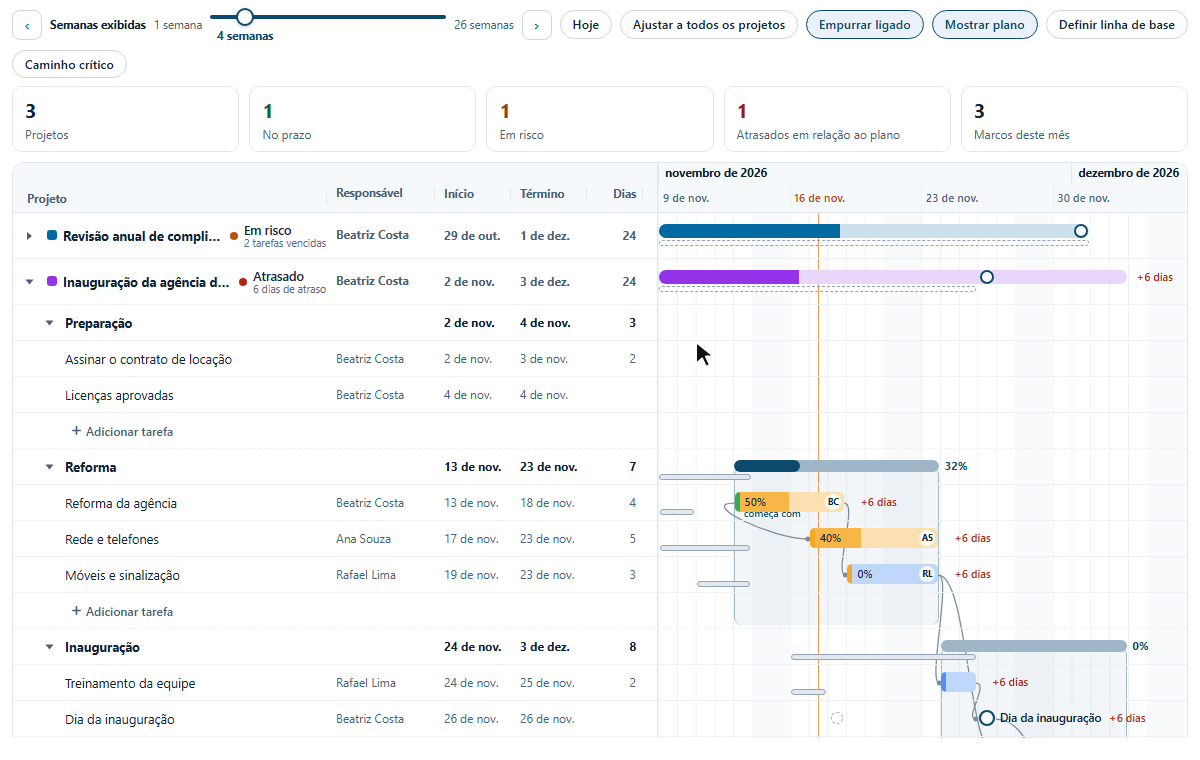 ‹ Semanas exibidas 1 semana 4 semanas 26 semanas › Hoje Ajustar a todos os projetos Empurrar ligado Mostrar plano Definir linha de base
Caminho crítico
3 Projetos
1 No prazo
1 Em risco
1 Atrasados em relação ao plano
3 Marcos deste mês
novembro de 2026 dezembro de 2026
Projeto Responsável Início Término Dias 9 de nov. 16 de nov. 23 de nov. 30 de nov.
Revisão anual de compli... Em risco 2 tarefas vencidas Beatriz Costa 29 de out. 1 de dez. 24
Inauguração da agência d... Atrasado 6 dias de atraso Beatriz Costa 2 de nov. 3 de dez. 24 +6 dias
Preparação 2 de nov. 4 de nov. 3
Assinar o contrato de locação Beatriz Costa 2 de nov. 3 de nov. 2
Licenças aprovadas Beatriz Costa 4 de nov. 4 de nov.
+ Adicionar tarefa
Reforma 13 de nov. 23 de nov. 7 32%
Reforma da agência Beatriz Costa 13 de nov. 18 de nov. 4 50% BC +6 dias
começa com
Rede e telefones Ana Souza 17 de nov. 23 de nov. 5 40% AS +6 dias
Móveis e sinalização Rafael Lima 19 de nov. 23 de nov. 3 0% RL +6 dias
+ Adicionar tarefa
Inauguração 24 de nov. 3 de dez. 8 0%
Treinamento da equipe Rafael Lima 24 de nov. 25 de nov. 2 +6 dias
Dia da inauguração Beatriz Costa 26 de nov. 26 de nov. Dia da inauguração +6 dias